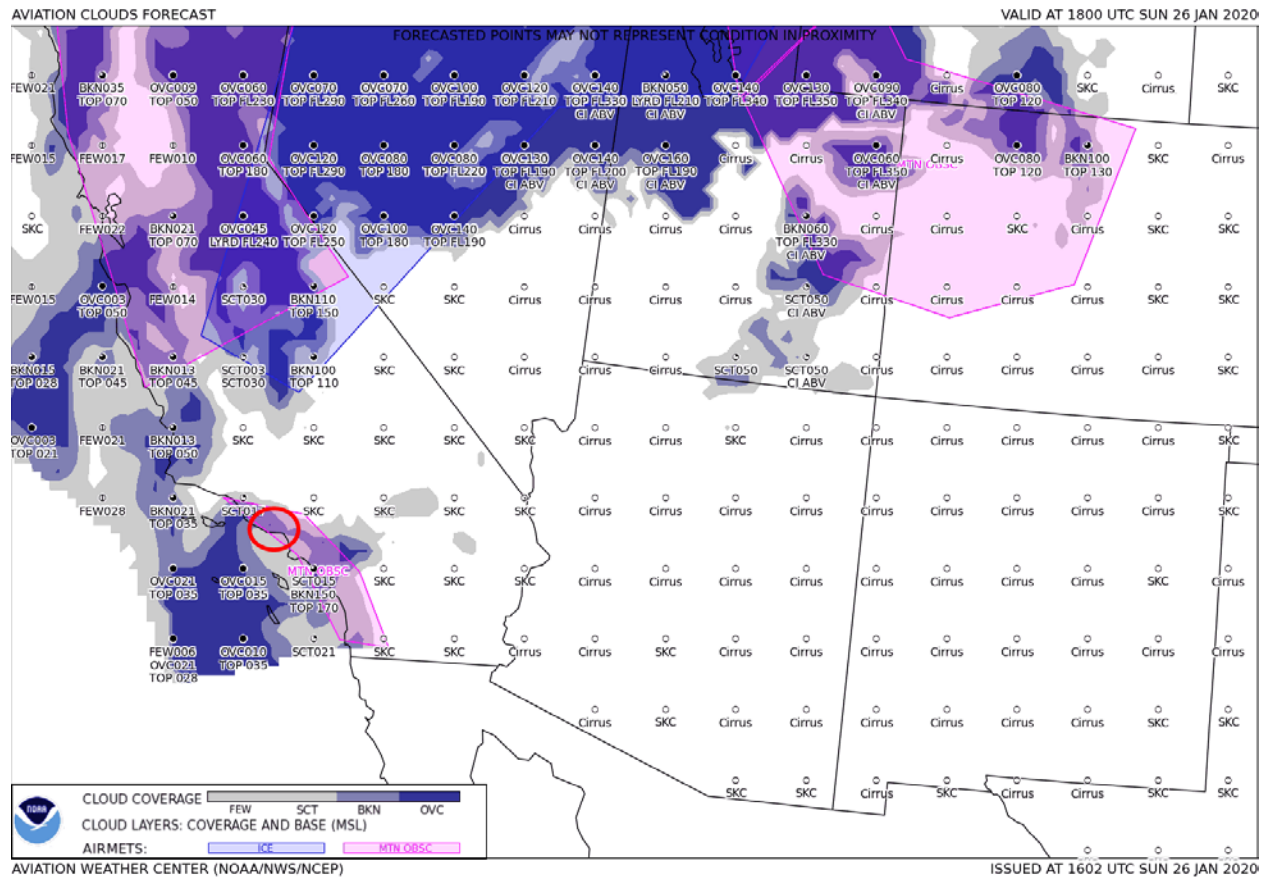 AVIATION CLOUDS FORECAST
VALID AT 1800 UTC SUN 26 JAN 2020
FORECASTED POINTS MAY NOT REPRESENT CONDITION IN PROXIMITY
FEW021 BKN035 OVC009 OVC060 OVC070 OVC070 OVC100 OVC120 OVC140 BKN050 OVC140 OVC130 OVC090 Cirrus OVC080 SKC Cirrus SKC
TOP 070 TOP 050 TOP FL230 TOP FL290 TOP FL260 TOP FL190 TOP FL210 TOP FL330 LYRD FL210 TOP FL340 TOP FL350 TOP FL340 TOP 120
CI ABV CI ABV
FEW015 FEW017 FEW010 OVC060 OVC120 OVC080 OVC080 OVC130 OVC140 OVC160 Cirrus Cirrus OVC060 Cirrus OVC080 BKN100 SKC Cirrus
TOP 180 TOP FL290 TOP 180 TOP FL220 TOP FL190 TOP FL200 TOP FL190 TOP FL350 MTN OBSC TOP 120 TOP 130
CI ABV CI ABV CI ABV CI ABV
SKC FEW022 BKN021 OVC045 OVC120 OVC100 OVC140 Cirrus Cirrus Cirrus Cirrus BKN060 Cirrus Cirrus SKC Cirrus SKC SKC
TOP 070 LYRD FL240 TOP FL250 TOP 180 TOP FL190 TOP FL330
CI ABV
FEW015 OVC003 FEW014 SCT030 BKN110 SKC SKC Cirrus Cirrus Cirrus Cirrus SCT050 Cirrus Cirrus Cirrus Cirrus SKC SKC
TOP 050 TOP 150 CI ABV
BKN015 BKN021 BKN013 SCT003 BKN100 SKC SKC Cirrus Cirrus Cirrus SCT050 SCT050 Cirrus Cirrus Cirrus Cirrus Cirrus Cirrus
TOP 028 TOP 045 TOP 045 SCT030 TOP 110 CI ABV
OVC003 FEW021 BKN013 SKC SKC SKC SKC SKC Cirrus Cirrus SKC Cirrus Cirrus Cirrus Cirrus Cirrus Cirrus SKC
TOP 021 TOP 050
FEW028 BKN021 SKC SKC SKC SKC Cirrus Cirrus Cirrus Cirrus Cirrus Cirrus Cirrus Cirrus Cirrus SKC
TOP 035
MTN OBSC
OVC021 OVC015 SCT015 SKC SKC SKC Cirrus Cirrus Cirrus Cirrus Cirrus Cirrus Cirrus Cirrus SKC Cirrus
TOP 035 TOP 035 BKN150
TOP 170
FEW006 OVC010 SCT021 SKC SKC Cirrus Cirrus SKC Cirrus Cirrus Cirrus Cirrus Cirrus Cirrus Cirrus Cirrus
OVC021 TOP 035
TOP 028
Cirrus SKC Cirrus Cirrus Cirrus Cirrus Cirrus Cirrus SKC SKC
SKC SKC Cirrus SKC Cirrus Cirrus SKC SKC
NOAA
CLOUD COVERAGE
FEW SCT BKN OVC
CLOUD LAYERS: COVERAGE AND BASE (MSL)
AIRMETS: ICE MTN OBSC
AVIATION WEATHER CENTER (NOAA/NWS/NCEP)
ISSUED AT 1602 UTC SUN 26 JAN 2020